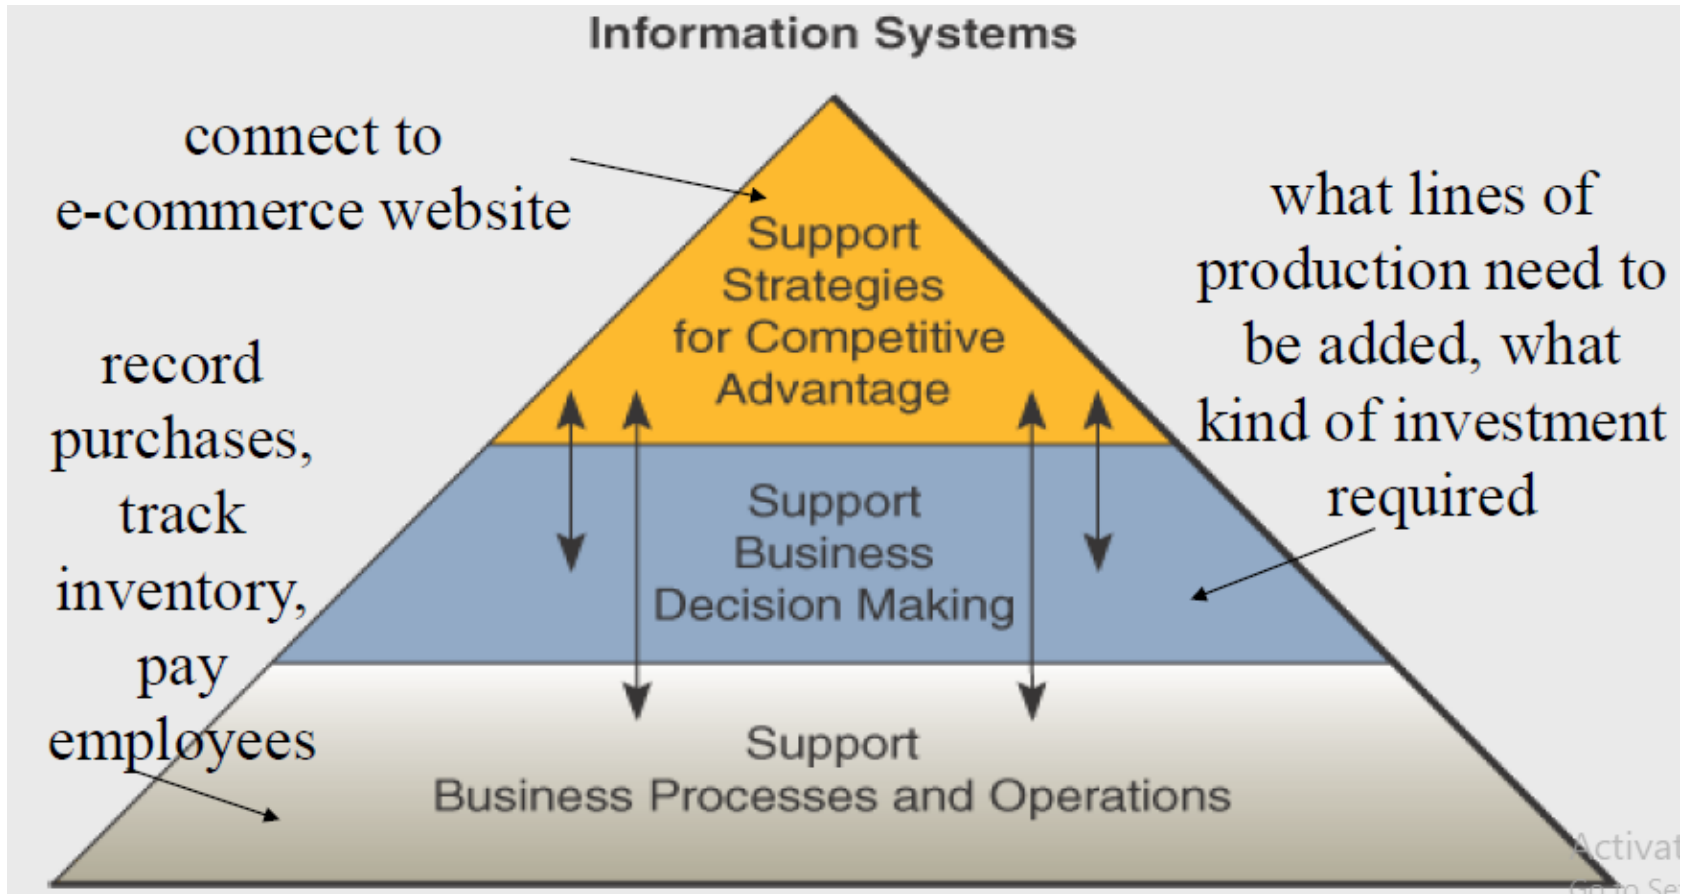 Information Systems
connect to
e-commerce website
what lines of
production need to
be added, what
kind of investment
required
record
purchases,
track
inventory,
pay
employees
Support
Strategies
for Competitive
Advantage
Support
Business
Decision Making
Support
Business Processes and Operations